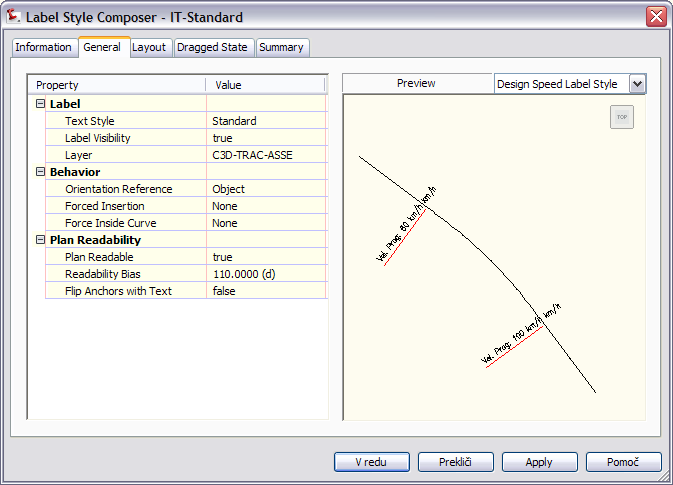 Label Style Composer - IT-Standard
Information General Layout Dragged State Summary
Property Value
Label
Text Style Standard
Label Visibility true
Layer C3D-TRAC-ASSE
Behavior
Orientation Reference Object
Forced Insertion None
Force Inside Curve None
Plan Readability
Plan Readable true
Readability Bias 110.0000 (d)
Flip Anchors with Text false
Preview Design Speed Label Style
TOP
Vel. Prog: 80 km/h km/h
Vel. Prog: 100 km/h km/h
V redu Prekliči Apply Pomoč